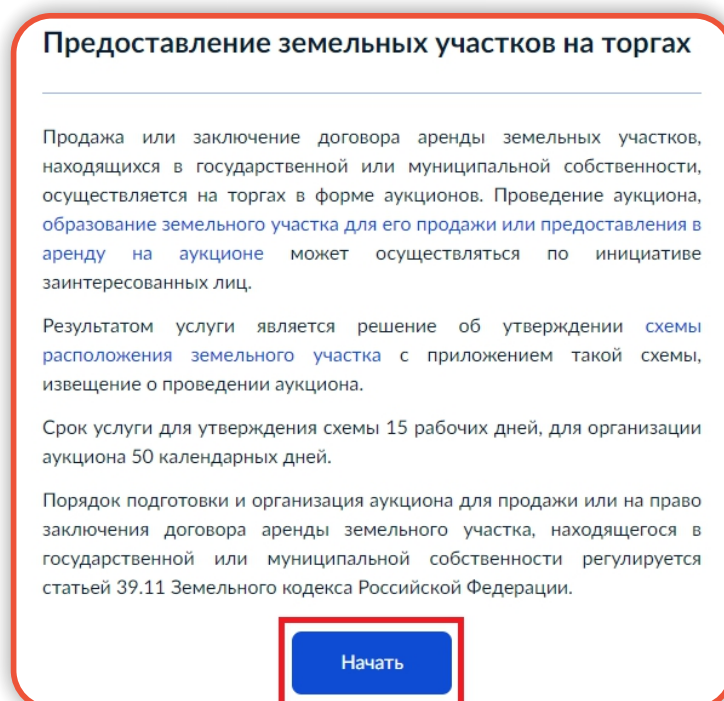 Предоставление земельных участков на торгах
Продажа или заключение договора аренды земельных участков,
находящихся в государственной или муниципальной собственности,
осуществляется на торгах в форме аукционов. Проведение аукциона,
образование земельного участка для его продажи или предоставления в
аренду на аукционе может осуществляться по инициативе
заинтересованных лиц.
Результатом услуги является решение об утверждении схемы
расположения земельного участка с приложением такой схемы,
извещение о проведении аукциона.
Срок услуги для утверждения схемы 15 рабочих дней, для организации
аукциона 50 календарных дней.
Порядок подготовки и организация аукциона для продажи или на право
заключения договора аренды земельного участка, находящегося в
государственной или муниципальной собственности регулируется
статьей 39.11 Земельного кодекса Российской Федерации.
Начать